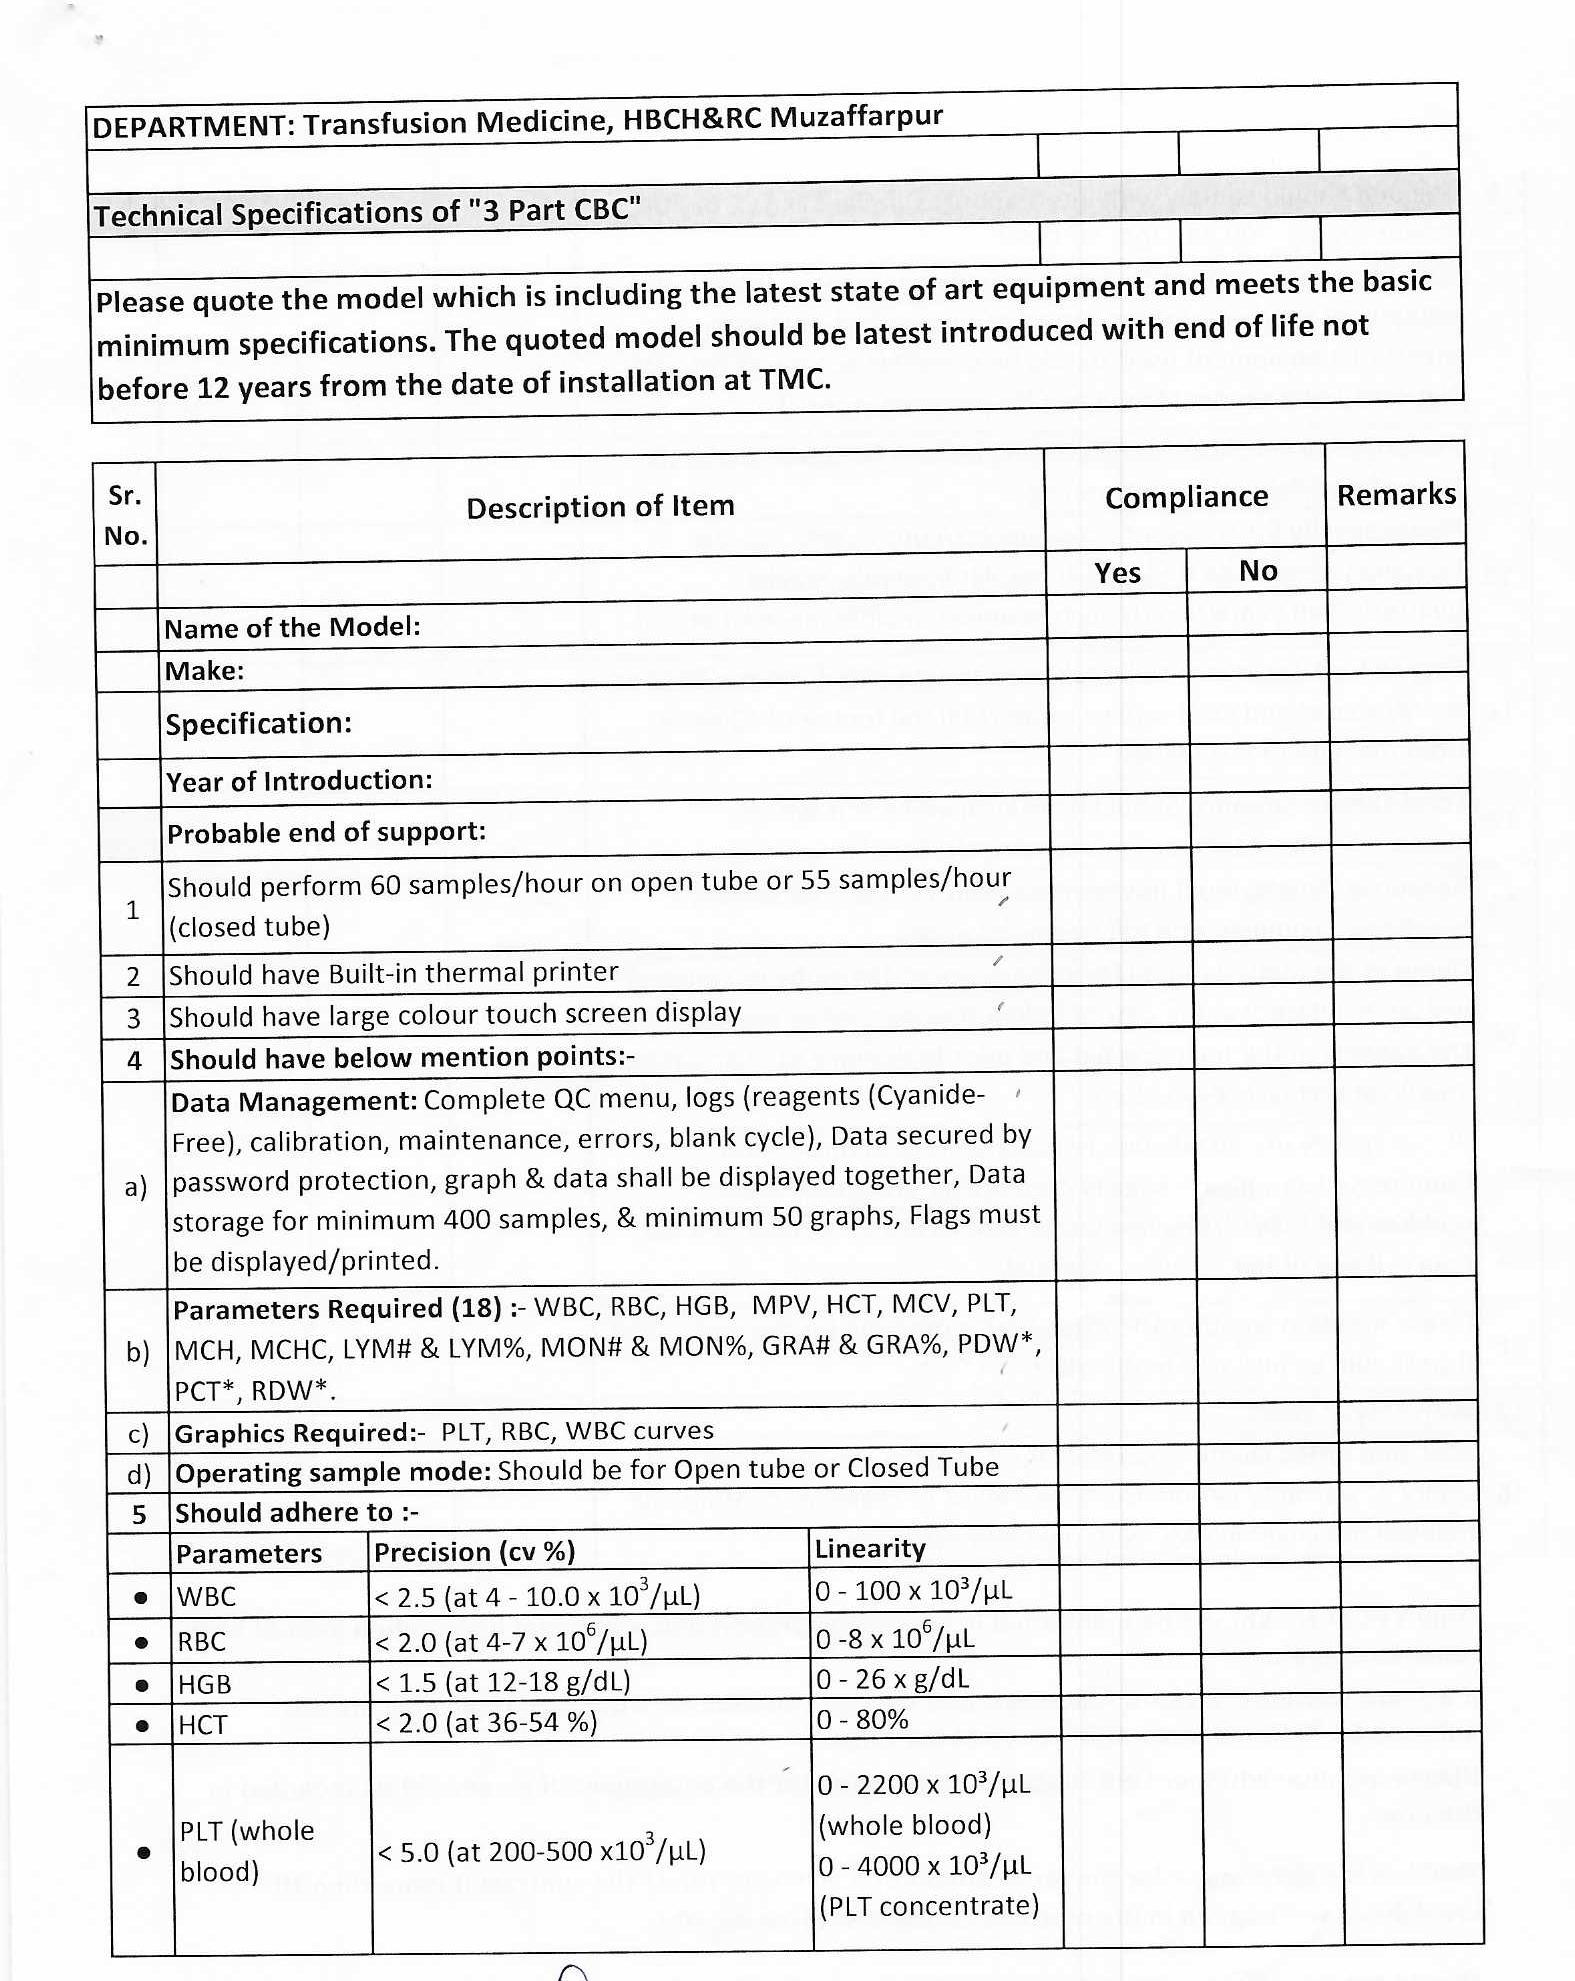 DEPARTMENT: Transfusion Medicine, HBCH&RC Muzaffarpur
Technical Specifications of "3 Part CBC"
Please quote the model which is including the latest state of art equipment and meets the basic
minimum specifications. The quoted model should be latest introduced with end of life not
before 12 years from the date of installation at TMC.
Sr. No. Description of Item Compliance Remarks
Yes No
Name of the Model:
Make:
Specification:
Year of Introduction:
Probable end of support:
1 Should perform 60 samples/hour on open tube or 55 samples/hour
(closed tube)
2 Should have Built-in thermal printer
3 Should have large colour touch screen display
4 Should have below mention points:-
a) Data Management: Complete QC menu, logs (reagents (Cyanide-
Free), calibration, maintenance, errors, blank cycle), Data secured by
password protection, graph & data shall be displayed together, Data
storage for minimum 400 samples, & minimum 50 graphs, Flags must
be displayed/printed.
b) Parameters Required (18) :- WBC, RBC, HGB, MPV, HCT, MCV, PLT,
MCH, MCHC, LYM# & LYM%, MON# & MON%, GRA# & GRA%, PDW*,
PCT*, RDW*.
c) Graphics Required:- PLT, RBC, WBC curves
d) Operating sample mode: Should be for Open tube or Closed Tube
5 Should adhere to :-
Parameters Precision (cv %) Linearity
• WBC < 2.5 (at 4 - 10.0 x 10³/µL) 0 - 100 x 10³/µL
• RBC < 2.0 (at 4-7 x 10⁶/µL) 0 -8 x 10⁶/µL
• HGB < 1.5 (at 12-18 g/dL) 0 - 26 x g/dL
• HCT < 2.0 (at 36-54 %) 0 - 80%
• PLT (whole blood) < 5.0 (at 200-500 x10³/µL) 0 - 2200 x 10³/µL
(whole blood)
0 - 4000 x 10³/µL
(PLT concentrate)